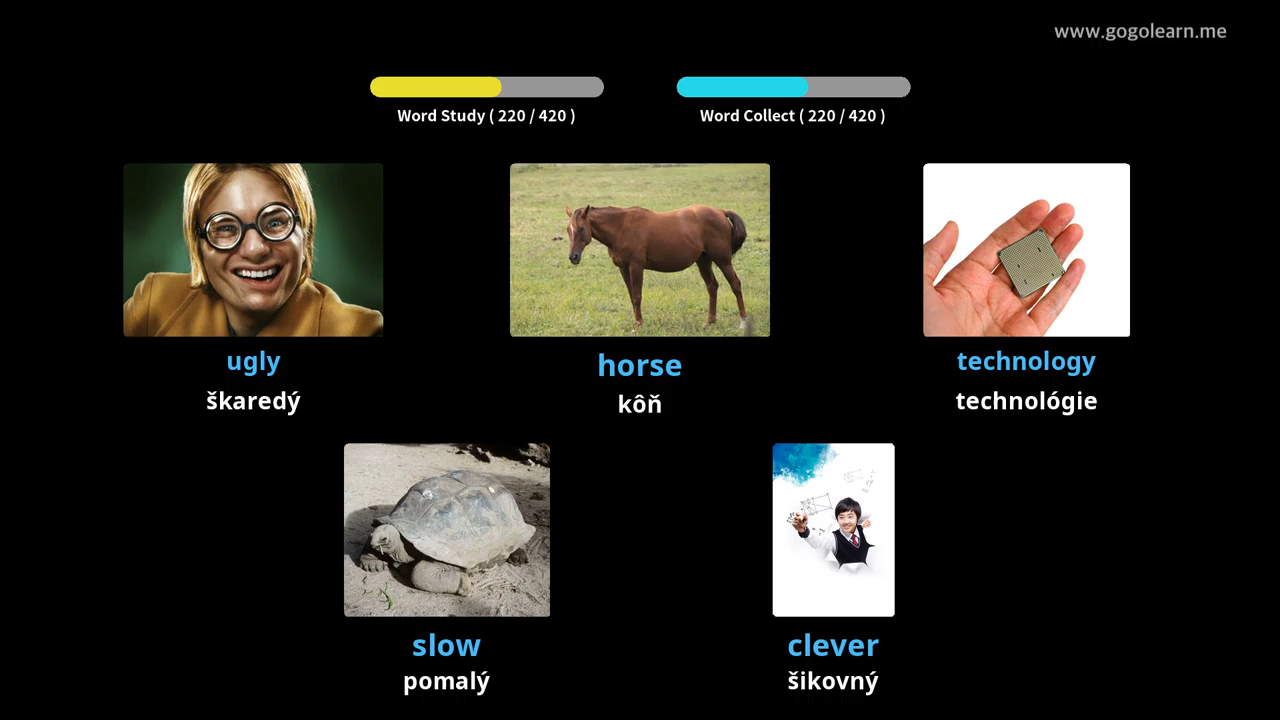 www.gogolearn.me
Word Study ( 220 / 420 )
Word Collect ( 220 / 420 )
ugly
škaredý
horse
kôň
technology
technológie
slow
pomalý
clever
šikovný